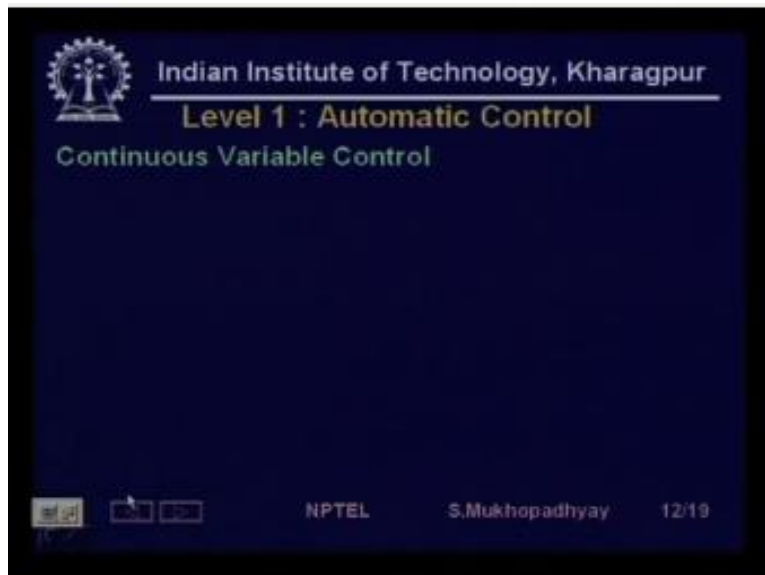 Indian Institute of Technology, Kharagpur
Level 1 : Automatic Control
Continuous Variable Control
NPTEL S.Mukhopadhyay 12/19